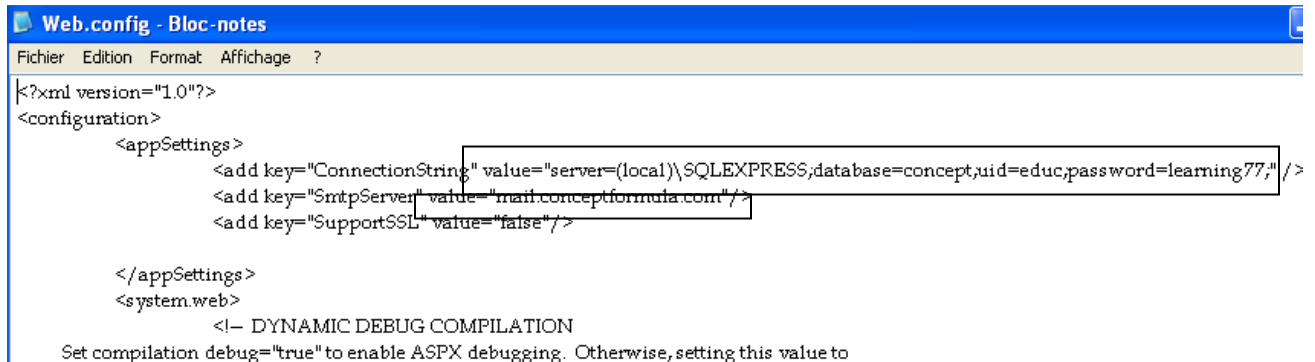 Web.config - Bloc-notes
Fichier Edition Format Affichage ?
<?xml version="1.0"?>
<configuration>
<appSettings>
<add key="ConnectionString" value="server=(local)\SQLEXPRESS;database=concept;uid=educ;password=learning77;" />
<add key="SmtpServer" value="mail.conceptformula.com"/>
<add key="SupportSSL" value="false"/>
</appSettings>
<system.web>
<!-- DYNAMIC DEBUG COMPILATION
Set compilation debug="true" to enable ASPX debugging. Otherwise, setting this value to